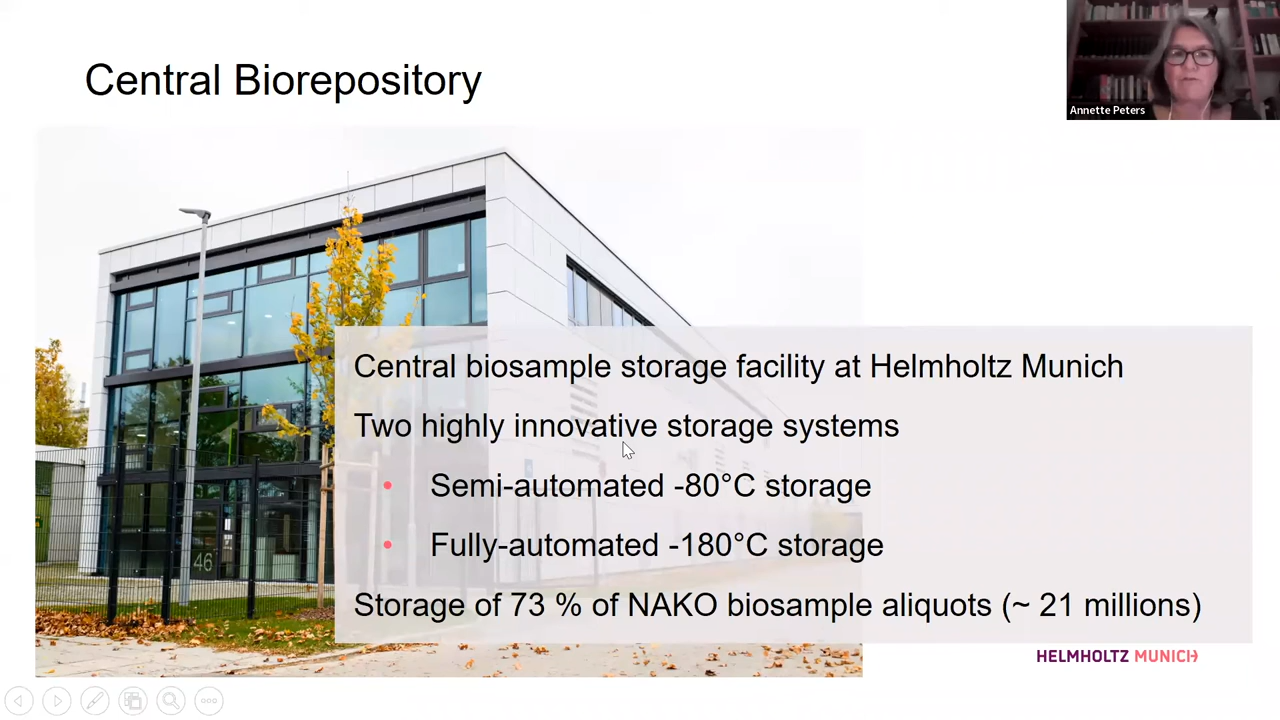 Central Biorepository
Annette Peters
Central biosample storage facility at Helmholtz Munich
Two highly innovative storage systems
• Semi-automated -80°C storage
• Fully-automated -180°C storage
Storage of 73 % of NAKO biosample aliquots (~ 21 millions)
46
HELMHOLTZ MUNICH